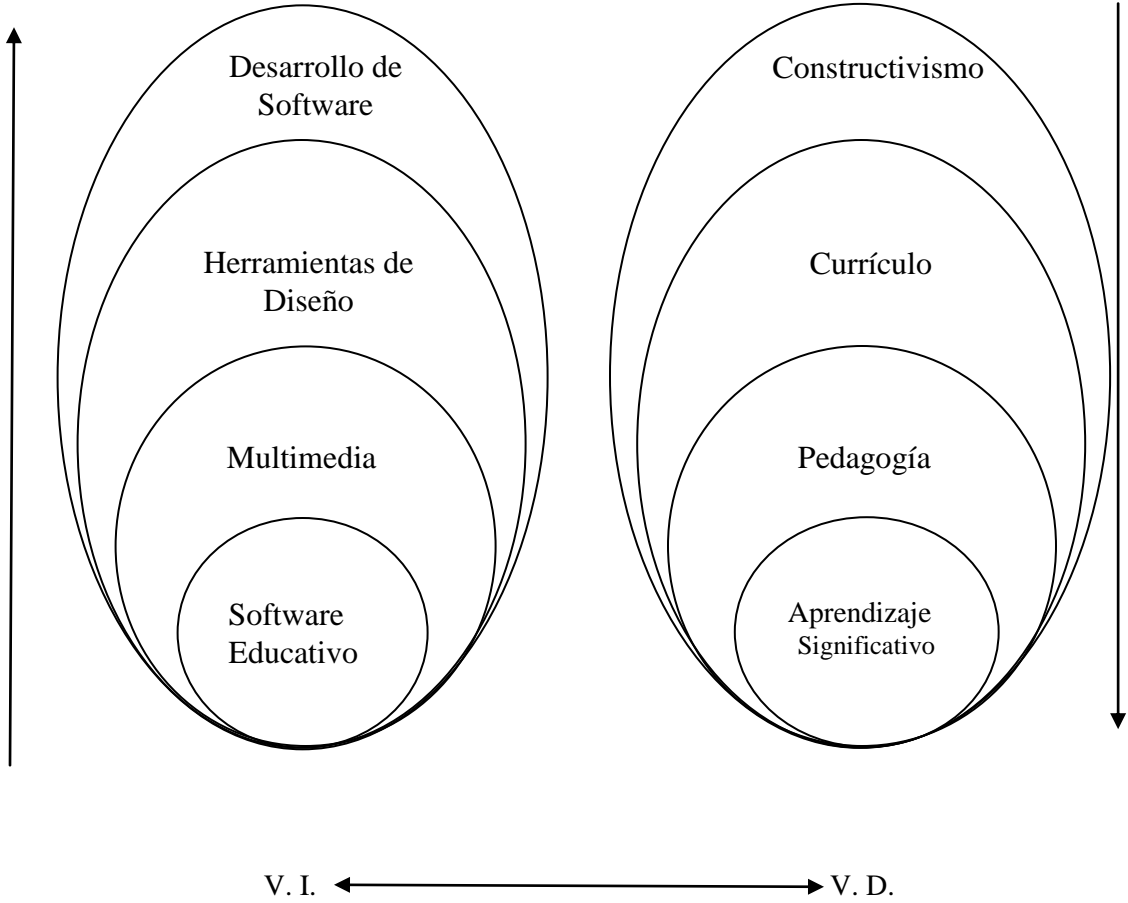 Desarrollo de
Software
Herramientas de
Diseño
Multimedia
Software
Educativo
Constructivismo
Currículo
Pedagogía
Aprendizaje
Significativo
V. I.
V. D.